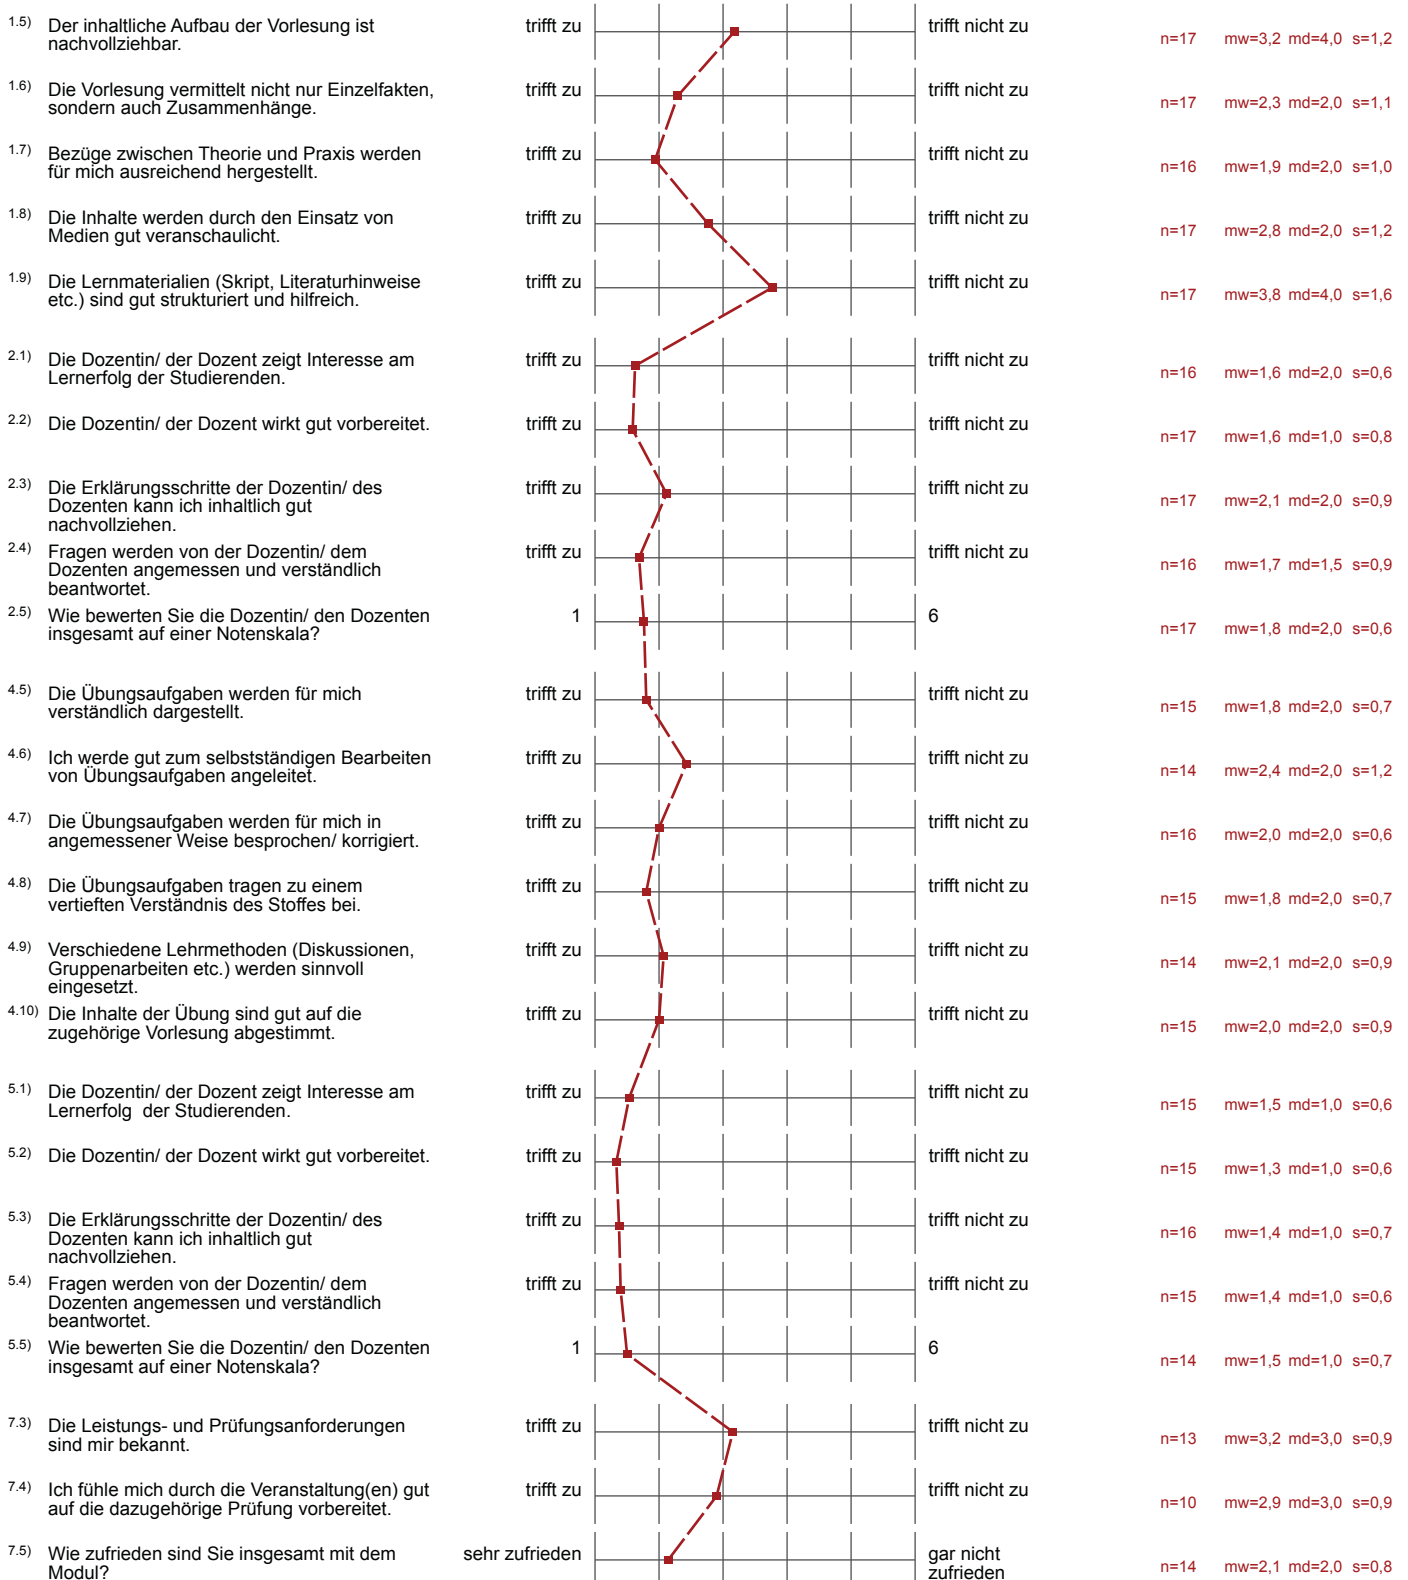 1.5) Der inhaltliche Aufbau der Vorlesung ist trifft zu trifft nicht zu
nachvollziehbar. n=17 mw=3,2 md=4,0 s=1,2
1.6) Die Vorlesung vermittelt nicht nur Einzelfakten, trifft zu trifft nicht zu
sondern auch Zusammenhänge. n=17 mw=2,3 md=2,0 s=1,1
1.7) Bezüge zwischen Theorie und Praxis werden trifft zu trifft nicht zu
für mich ausreichend hergestellt. n=16 mw=1,9 md=2,0 s=1,0
1.8) Die Inhalte werden durch den Einsatz von trifft zu trifft nicht zu
Medien gut veranschaulicht. n=17 mw=2,8 md=2,0 s=1,2
1.9) Die Lernmaterialien (Skript, Literaturhinweise trifft zu trifft nicht zu
etc.) sind gut strukturiert und hilfreich. n=17 mw=3,8 md=4,0 s=1,6
2.1) Die Dozentin/ der Dozent zeigt Interesse am trifft zu trifft nicht zu
Lernerfolg der Studierenden. n=16 mw=1,6 md=2,0 s=0,6
2.2) Die Dozentin/ der Dozent wirkt gut vorbereitet. trifft zu trifft nicht zu
n=17 mw=1,6 md=1,0 s=0,8
2.3) Die Erklärungsschritte der Dozentin/ des trifft zu trifft nicht zu
Dozenten kann ich inhaltlich gut n=17 mw=2,1 md=2,0 s=0,9
nachvollziehen.
2.4) Fragen werden von der Dozentin/ dem trifft zu trifft nicht zu
Dozenten angemessen und verständlich n=16 mw=1,7 md=1,5 s=0,9
beantwortet.
2.5) Wie bewerten Sie die Dozentin/ den Dozenten 1 6
insgesamt auf einer Notenskala? n=17 mw=1,8 md=2,0 s=0,6
4.5) Die Übungsaufgaben werden für mich trifft zu trifft nicht zu
verständlich dargestellt. n=15 mw=1,8 md=2,0 s=0,7
4.6) Ich werde gut zum selbstständigen Bearbeiten trifft zu trifft nicht zu
von Übungsaufgaben angeleitet. n=14 mw=2,4 md=2,0 s=1,2
4.7) Die Übungsaufgaben werden für mich in trifft zu trifft nicht zu
angemessener Weise besprochen/ korrigiert. n=16 mw=2,0 md=2,0 s=0,6
4.8) Die Übungsaufgaben tragen zu einem trifft zu trifft nicht zu
vertieften Verständnis des Stoffes bei. n=15 mw=1,8 md=2,0 s=0,7
4.9) Verschiedene Lehrmethoden (Diskussionen, trifft zu trifft nicht zu
Gruppenarbeiten etc.) werden sinnvoll n=14 mw=2,1 md=2,0 s=0,9
eingesetzt.
4.10) Die Inhalte der Übung sind gut auf die trifft zu trifft nicht zu
zugehörige Vorlesung abgestimmt. n=15 mw=2,0 md=2,0 s=0,9
5.1) Die Dozentin/ der Dozent zeigt Interesse am trifft zu trifft nicht zu
Lernerfolg der Studierenden. n=15 mw=1,5 md=1,0 s=0,6
5.2) Die Dozentin/ der Dozent wirkt gut vorbereitet. trifft zu trifft nicht zu
n=15 mw=1,3 md=1,0 s=0,6
5.3) Die Erklärungsschritte der Dozentin/ des trifft zu trifft nicht zu
Dozenten kann ich inhaltlich gut n=16 mw=1,4 md=1,0 s=0,7
nachvollziehen.
5.4) Fragen werden von der Dozentin/ dem trifft zu trifft nicht zu
Dozenten angemessen und verständlich n=15 mw=1,4 md=1,0 s=0,6
beantwortet.
5.5) Wie bewerten Sie die Dozentin/ den Dozenten 1 6
insgesamt auf einer Notenskala? n=14 mw=1,5 md=1,0 s=0,7
7.3) Die Leistungs- und Prüfungsanforderungen trifft zu trifft nicht zu
sind mir bekannt. n=13 mw=3,2 md=3,0 s=0,9
7.4) Ich fühle mich durch die Veranstaltung(en) gut trifft zu trifft nicht zu
auf die dazugehörige Prüfung vorbereitet. n=10 mw=2,9 md=3,0 s=0,9
7.5) Wie zufrieden sind Sie insgesamt mit dem sehr zufrieden gar nicht
Modul? zufrieden n=14 mw=2,1 md=2,0 s=0,8